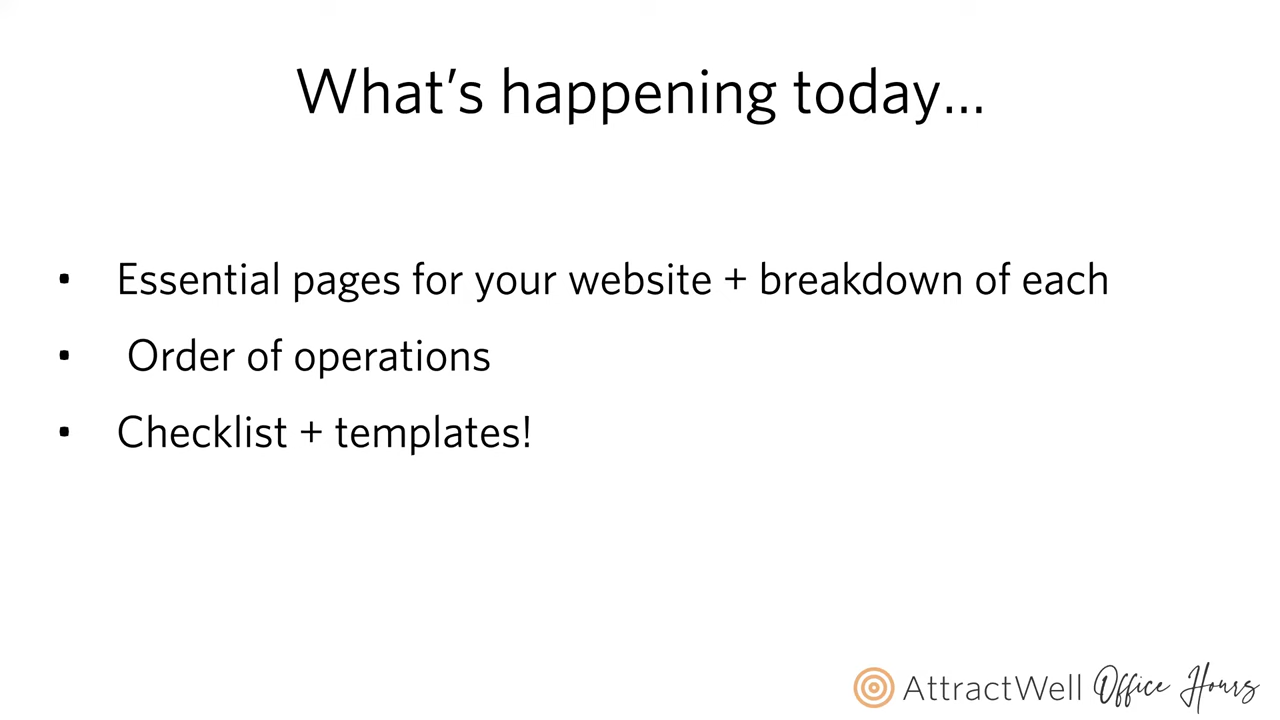 What’s happening today…
• Essential pages for your website + breakdown of each
• Order of operations
• Checklist + templates!
AttractWell Office Hours